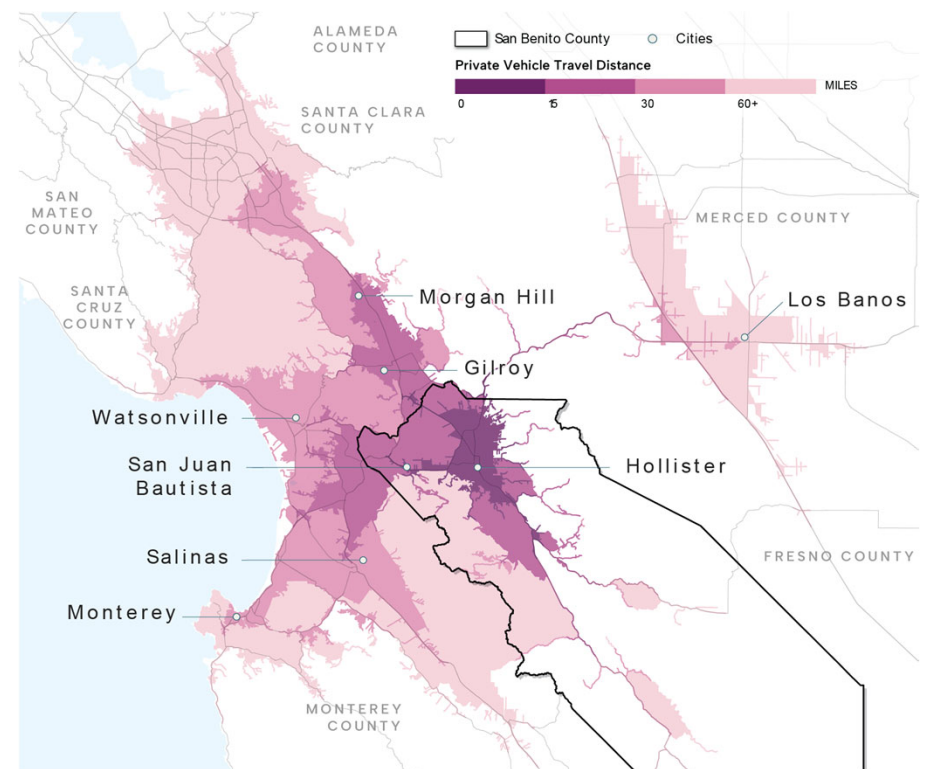 ALAMEDA
COUNTY
San Benito County
Cities
Private Vehicle Travel Distance
MILES
0
15
30
60+
SANTA CLARA
COUNTY
SAN
MATEO
COUNTY
MERCED COUNTY
SANTA
CRUZ
COUNTY
Morgan Hill
Los Banos
Gilroy
Watsonville
San Juan
Bautista
Hollister
Salinas
FRESNO COUNTY
Monterey
MONTEREY
COUNTY